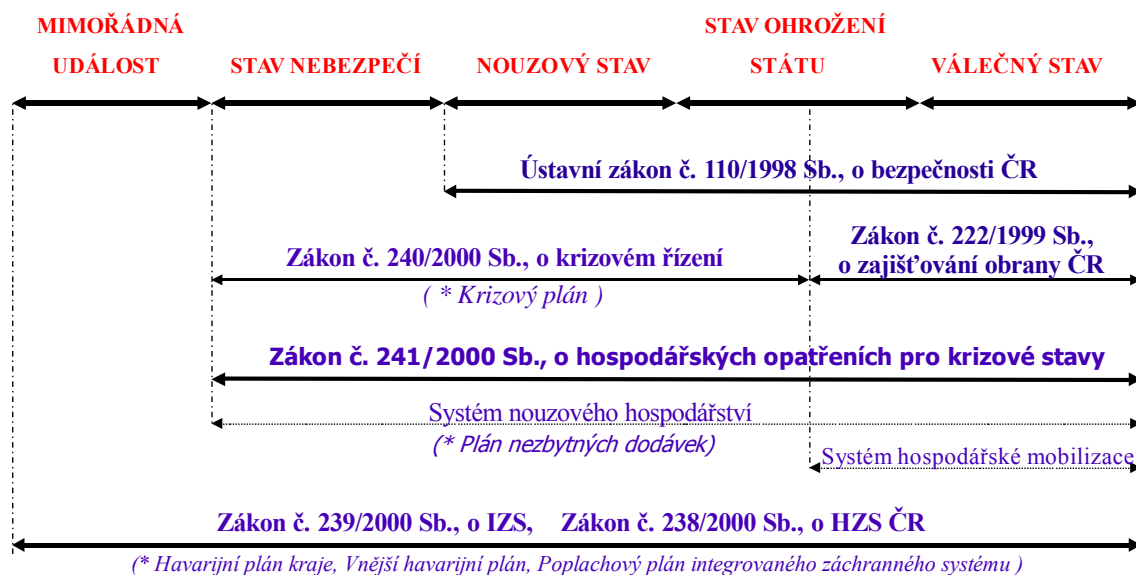 MIMOŘÁDNÁ
UDÁLOST
STAV NEBEZPEČÍ
NOUZOVÝ STAV
STAV OHROŽENÍ
STÁTU
VÁLEČNÝ STAV
Ústavní zákon č. 110/1998 Sb., o bezpečnosti ČR
Zákon č. 240/2000 Sb., o krizovém řízení
( * Krizový plán )
Zákon č. 222/1999 Sb.,
o zajišťování obrany ČR
Zákon č. 241/2000 Sb., o hospodářských opatřeních pro krizové stavy
Systém nouzového hospodářství
(* Plán nezbytných dodávek)
Systém hospodářské mobilizace
Zákon č. 239/2000 Sb., o IZS, Zákon č. 238/2000 Sb., o HZS ČR
(* Havarijní plán kraje, Vnější havarijní plán, Poplachový plán integrovaného záchranného systému )